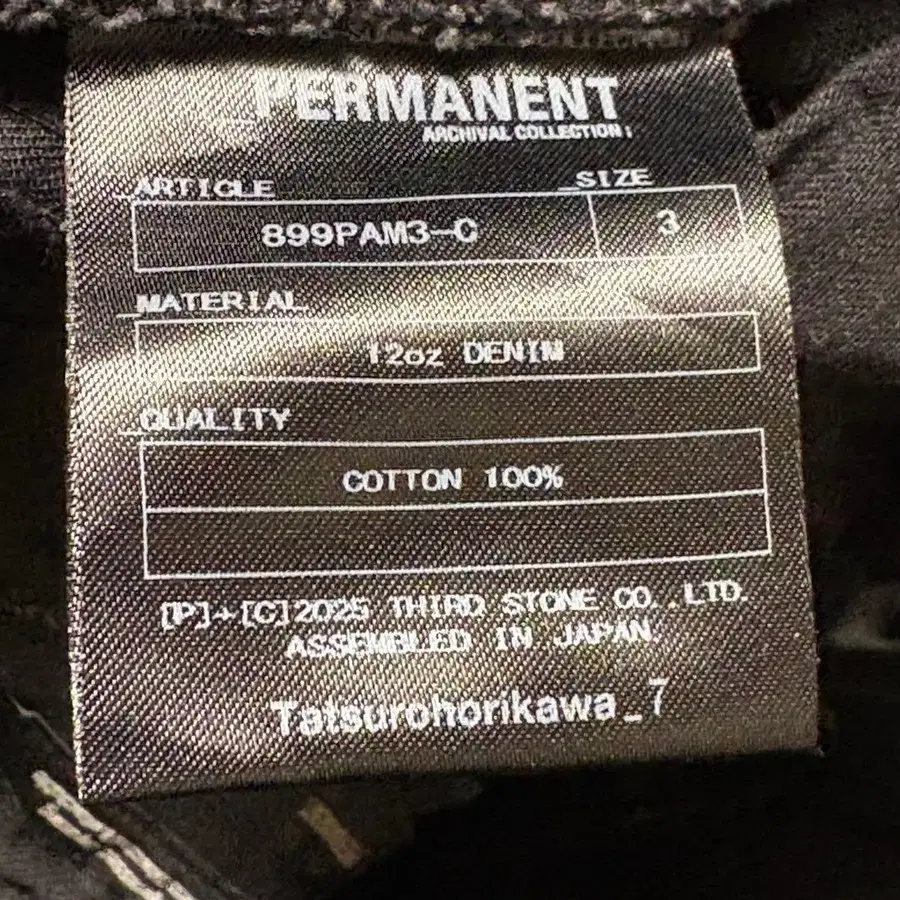 PERMANENT
ARCHIVAL COLLECTION;
_ARTICLE _SIZE
899PAM3-C 3
_MATERIAL
12oz DENIM
_QUALITY
COTTON 100%
[P]+[C]2025 THIRD STONE CO.,LTD.
ASSEMBLED IN JAPAN.
Tatsurohorikawa_7